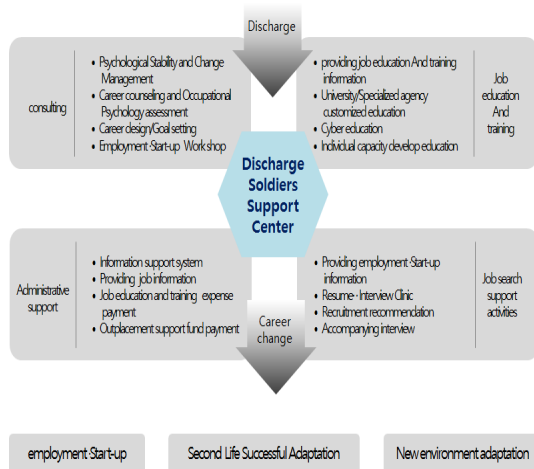 Discharge
consulting
• Psychological Stability and Change
Management
• Career counseling and Occupational
Psychology assessment
• Career design/Goal setting
• Employment·Start-up Work shop
• providing job education And training
information
• University/Specialized agency
customized education
• Cyber education
• Individual capacity develop education
Job
education
And
training
Discharge
Soldiers
Support
Center
Administrative
support
• Information support system
• Providing job information
• Job education and training expense
payment
• Outplacement support fund payment
• Providing employment·Start-up
information
• Resume·Interview Clinic
• Recruitment recommendation
• Accompanying interview
Job search
support
activities
Career
change
employment·Start-up
Second Life Successful Adaptation
New environment adaptation